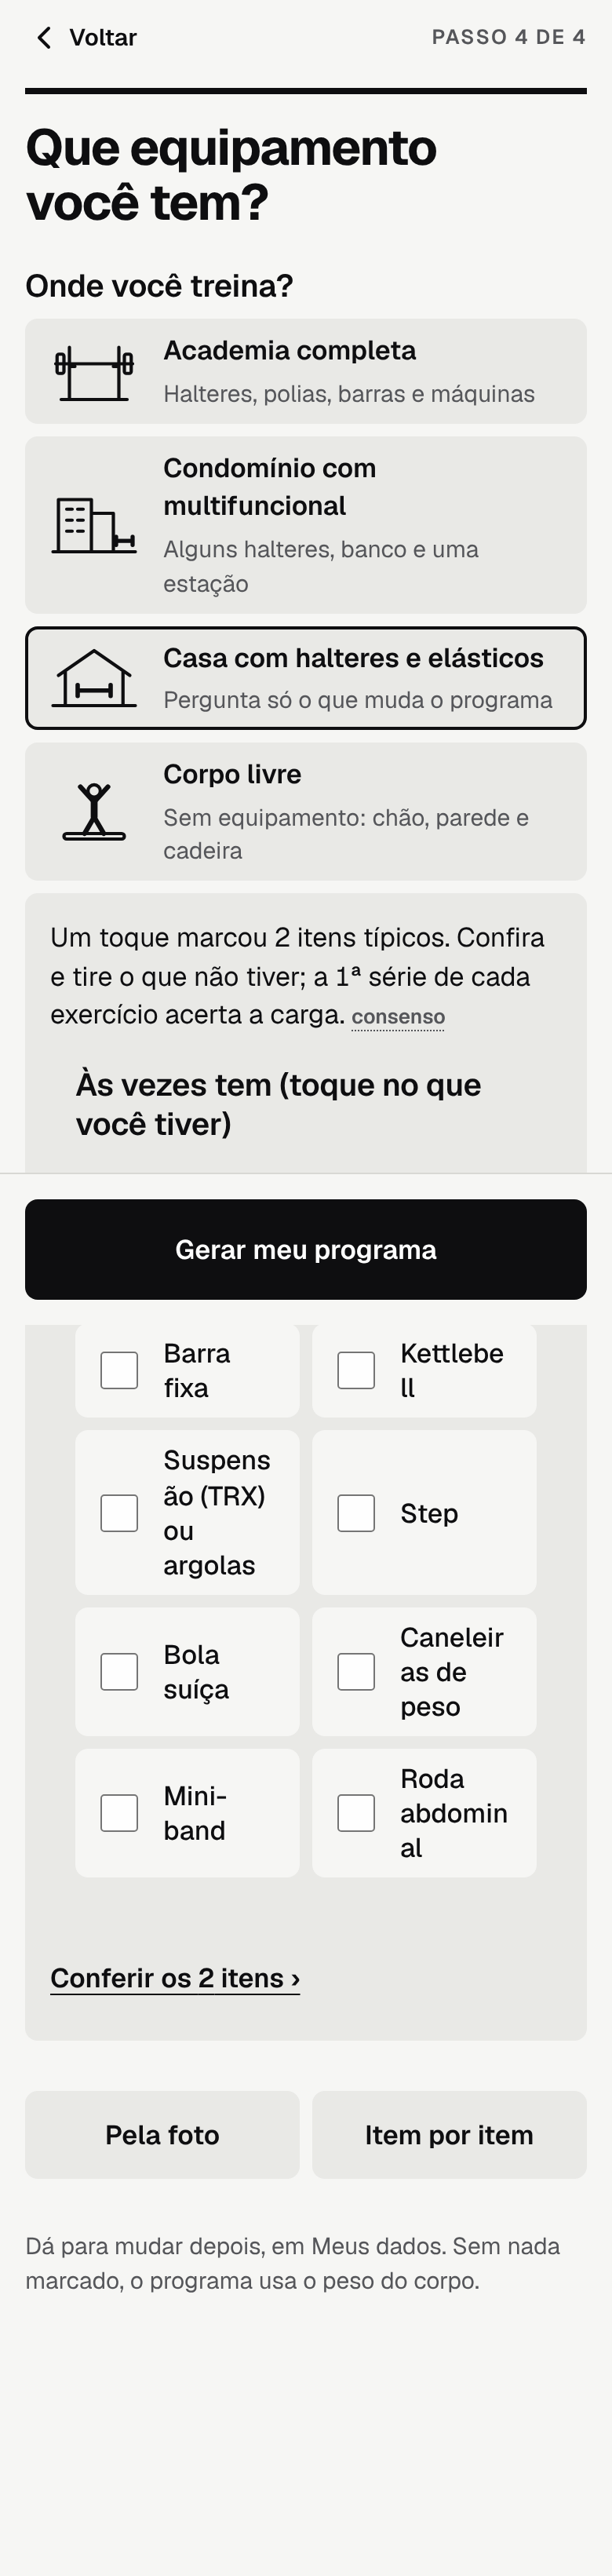 Voltar
PASSO 4 DE 4
Que equipamento
você tem?
Onde você treina?
Academia completa
Halteres, polias, barras e máquinas
Condomínio com
multifuncional
Alguns halteres, banco e uma
estação
Casa com halteres e elásticos
Pergunta só o que muda o programa
Corpo livre
Sem equipamento: chão, parede e
cadeira
Um toque marcou 2 itens típicos. Confira
e tire o que não tiver; a 1ª série de cada
exercício acerta a carga. consenso
Às vezes tem (toque no que
você tiver)
Gerar meu programa
Barra
fixa
Kettlebe
ll
Suspens
ão (TRX)
ou
argolas
Step
Bola
suíça
Caneleir
as de
peso
Mini-
band
Roda
abdomin
al
Conferir os 2 itens ›
Pela foto
Item por item
Dá para mudar depois, em Meus dados. Sem nada
marcado, o programa usa o peso do corpo.